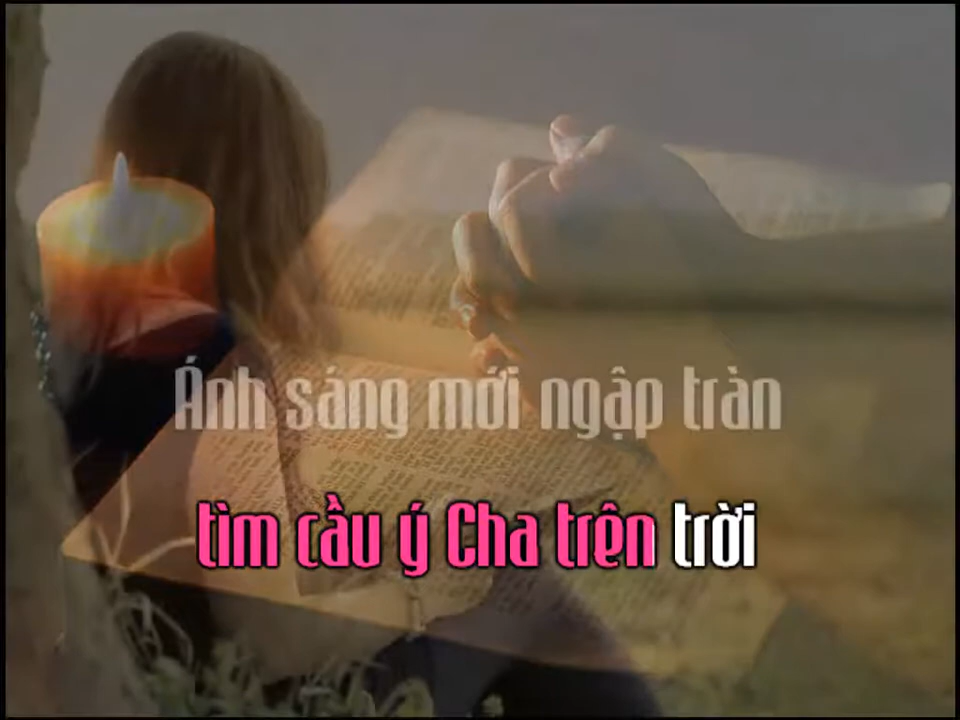 Ánh sáng mới ngập tràn
tìm cầu ý Cha trên trời